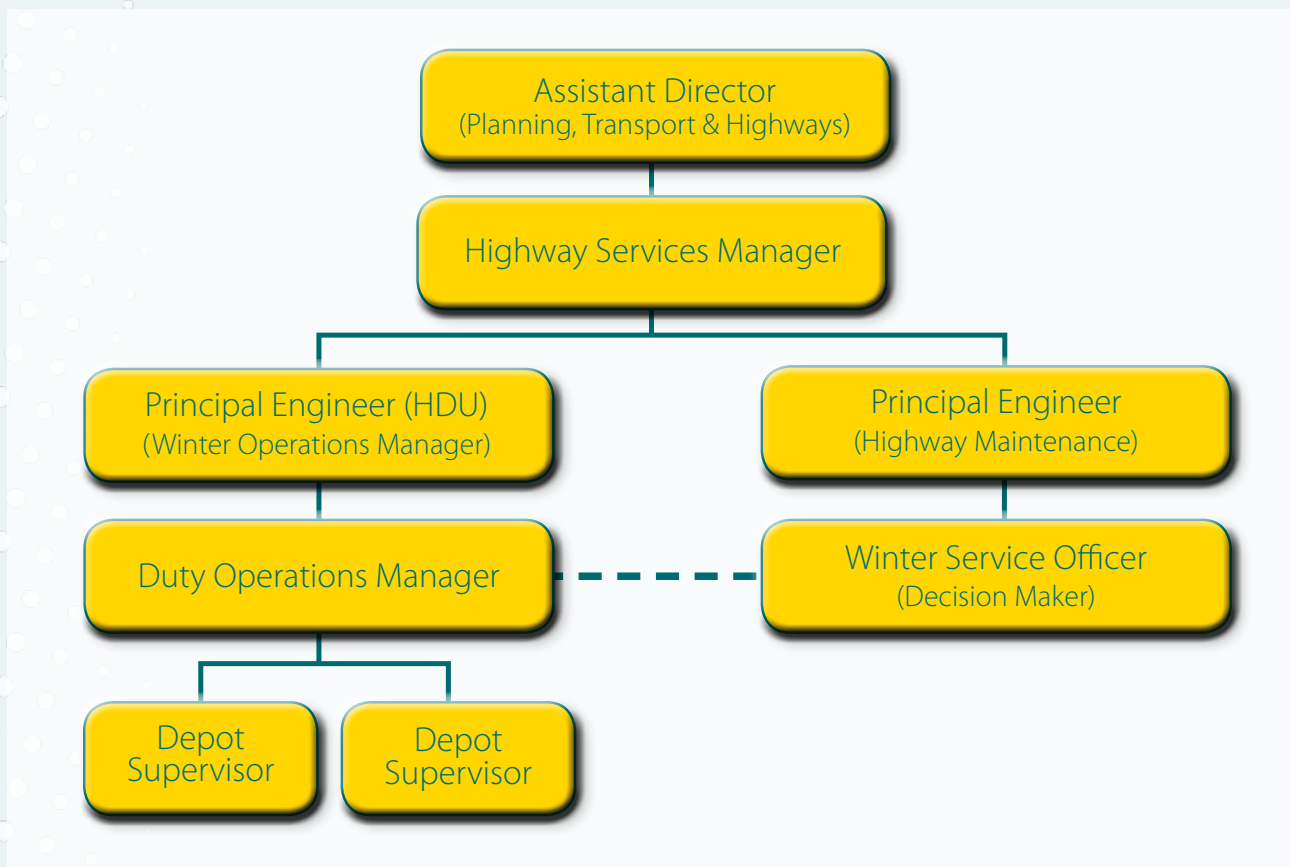 Assistant Director
(Planning, Transport & Highways)
Highway Services Manager
Principal Engineer (HDU)
(Winter Operations Manager)
Principal Engineer
(Highway Maintenance)
Duty Operations Manager
Winter Service Officer
(Decision Maker)
Depot
Supervisor
Depot
Supervisor